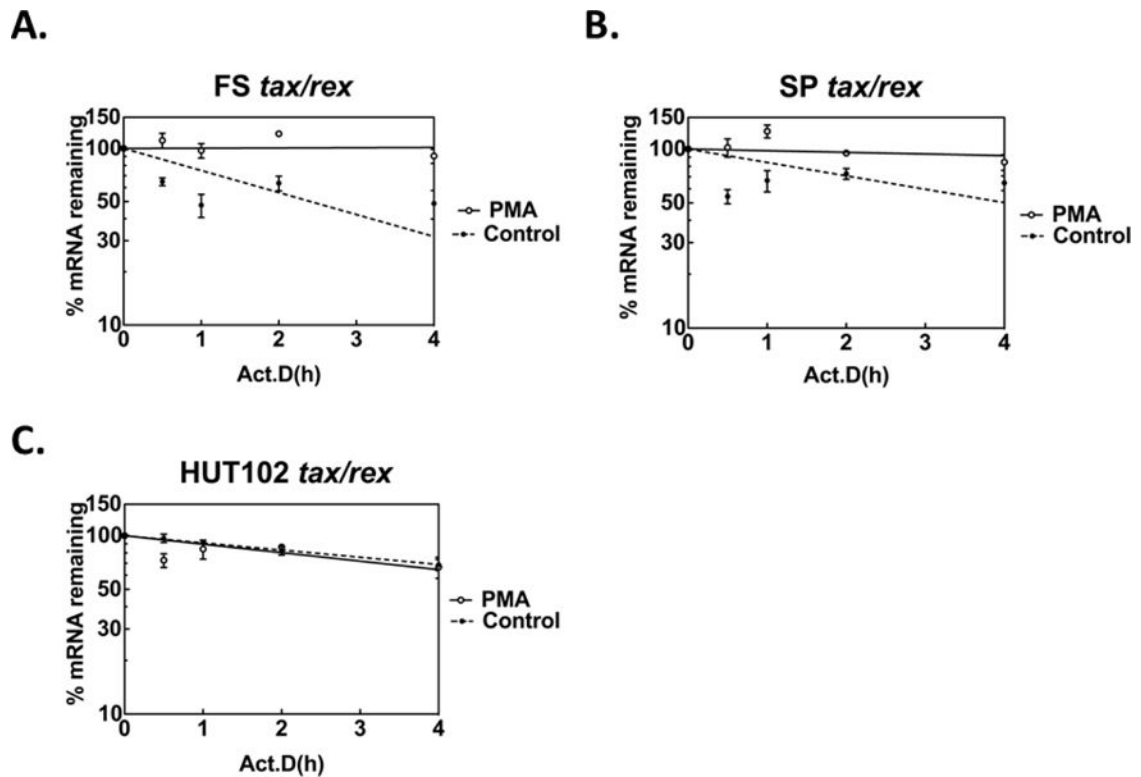 A.
FS tax/rex
150
100
50
30
10
% mRNA remaining
0 1 2 3 4
Act.D(h)
PMA
Control
B.
SP tax/rex
150
100
50
30
10
% mRNA remaining
0 1 2 3 4
Act.D(h)
PMA
Control
C.
HUT102 tax/rex
150
100
50
30
10
% mRNA remaining
0 1 2 3 4
Act.D(h)
PMA
Control